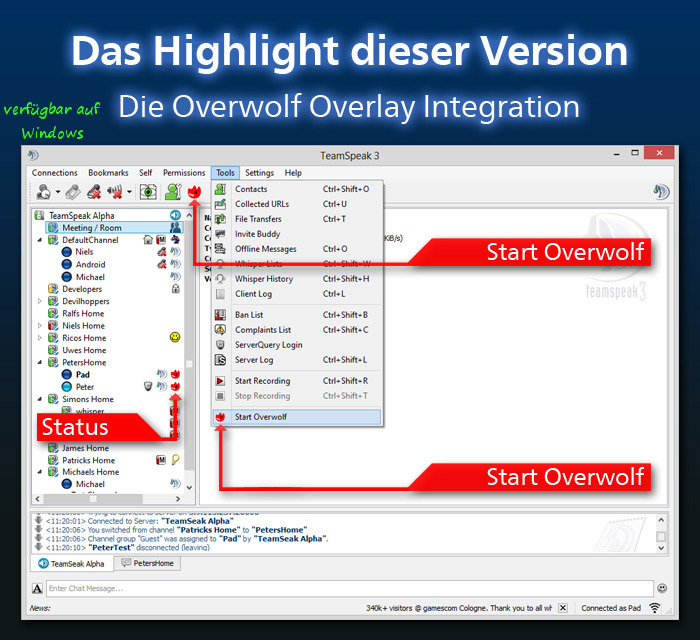 Das Highlight dieser Version
Die Overwolf Overlay Integration
verfügbar auf
Windows
TeamSpeak 3
Connections Bookmarks Self Permissions Tools Settings Help
TeamSpeak Alpha
Meeting / Room
DefaultChannel
Niels
Android
Michael
Developers
Devilhoppers
Ralfs Home
Niels Home
Ricos Home
Uwes Home
PetersHome
Pad
Peter
Simons Home
whisper
Status
James Home
Patricks Home
Michaels Home
Michael
Contacts Ctrl+Shift+O
Collected URLs Ctrl+U
File Transfers Ctrl+T
Invite Buddy
Offline Messages Ctrl+O
Whisper Lists Ctrl+Shift+W
Whisper History Ctrl+Shift+H
Client Log Ctrl+L
Ban List Ctrl+Shift+B
Complaints List Ctrl+Shift+C
ServerQuery Login
Server Log Ctrl+Shift+L
Start Recording Ctrl+Shift+R
Stop Recording Ctrl+Shift+T
Start Overwolf
KiB/s)
Start Overwolf
teamspeak3
Start Overwolf
<11:20:01> Connected to Server: "TeamSeak Alpha"
<11:20:06> You switched from channel "Patricks Home" to "PetersHome"
<11:20:06> Channel group "Guest" was assigned to "Pad" by "TeamSeak Alpha".
<11:20:10> "PeterTest" disconnected (leaving)
TeamSeak Alpha PetersHome
Enter Chat Message...
News: 340k+ visitors @ gamescom Cologne. Thank you to all wh Connected as Pad